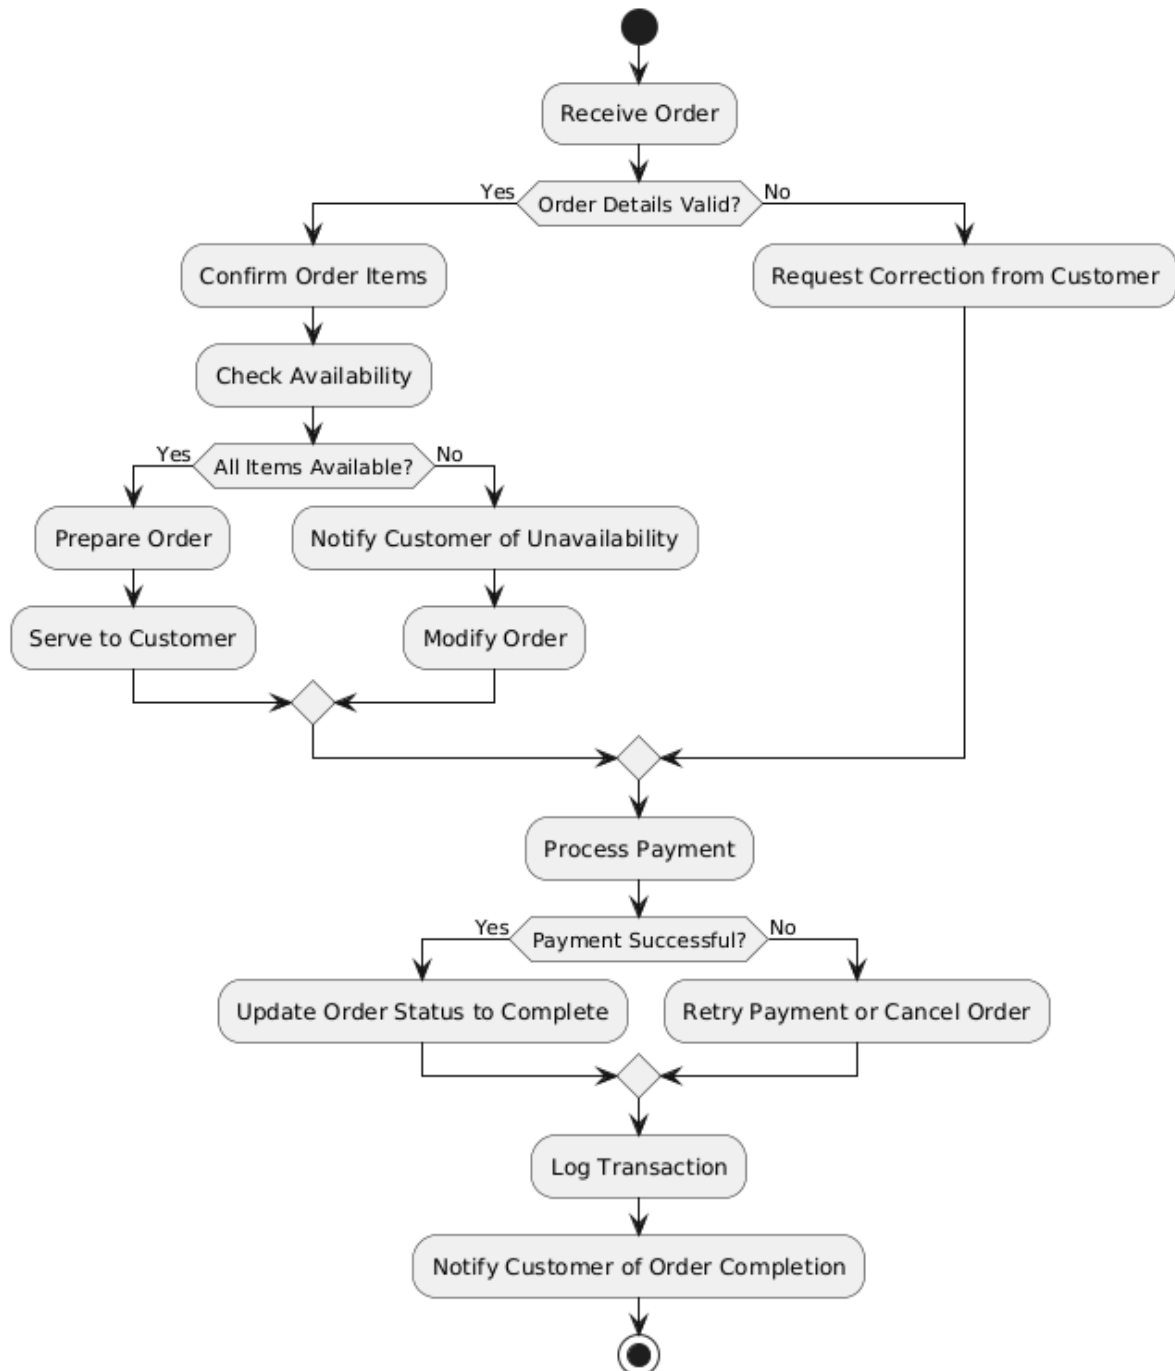 Receive Order
Yes
Order Details Valid?
No
Confirm Order Items
Request Correction from Customer
Check Availability
Yes
All Items Available?
No
Prepare Order
Notify Customer of Unavailability
Serve to Customer
Modify Order
Process Payment
Yes
Payment Successful?
No
Update Order Status to Complete
Retry Payment or Cancel Order
Log Transaction
Notify Customer of Order Completion